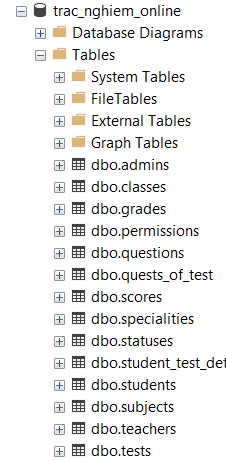 trac_nghiem_online
Database Diagrams
Tables
System Tables
FileTables
External Tables
Graph Tables
dbo.admins
dbo.classes
dbo.grades
dbo.permissions
dbo.questions
dbo.quests_of_test
dbo.scores
dbo.specialities
dbo.statuses
dbo.student_test_det
dbo.students
dbo.subjects
dbo.teachers
dbo.tests